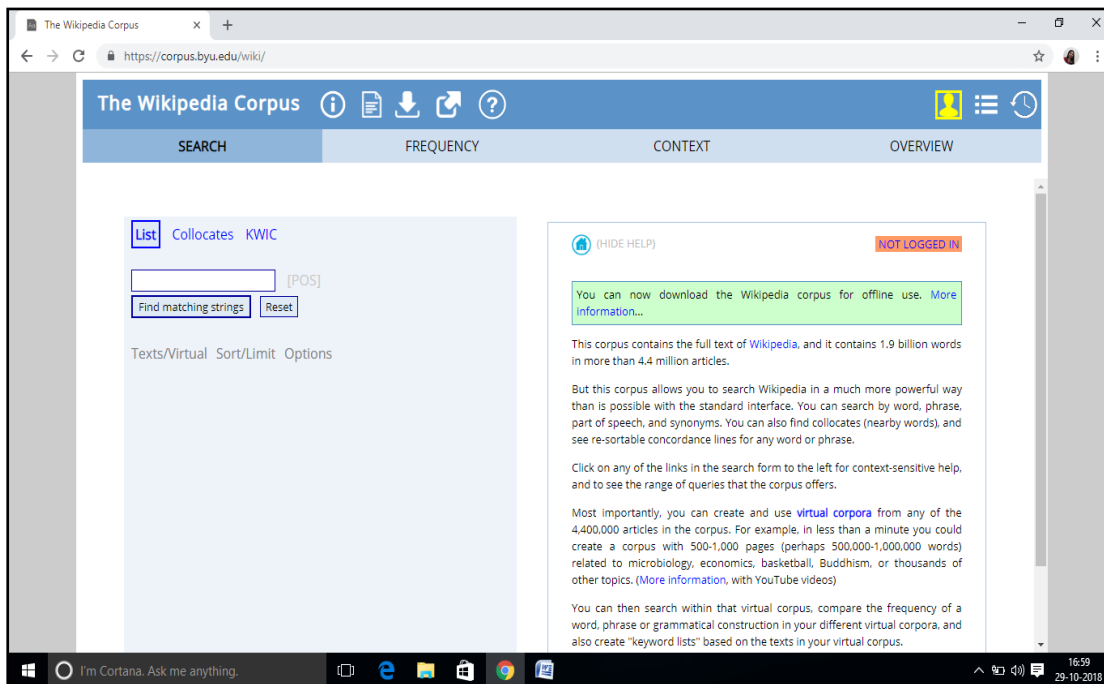 The Wikipedia Corpus
https://corpus.byu.edu/wiki/
The Wikipedia Corpus
SEARCH FREQUENCY CONTEXT OVERVIEW
List Collocates KWIC
[POS]
Find matching strings Reset
Texts/Virtual Sort/Limit Options
(HIDE HELP) NOT LOGGED IN
You can now download the Wikipedia corpus for offline use. More
information...
This corpus contains the full text of Wikipedia, and it contains 1.9 billion words
in more than 4.4 million articles.
But this corpus allows you to search Wikipedia in a much more powerful way
than is possible with the standard interface. You can search by word, phrase,
part of speech, and synonyms. You can also find collocates (nearby words), and
see re-sortable concordance lines for any word or phrase.
Click on any of the links in the search form to the left for context-sensitive help,
and to see the range of queries that the corpus offers.
Most importantly, you can create and use virtual corpora from any of the
4,400,000 articles in the corpus. For example, in less than a minute you could
create a corpus with 500-1,000 pages (perhaps 500,000-1,000,000 words)
related to microbiology, economics, basketball, Buddhism, or thousands of
other topics. (More information, with YouTube videos)
You can then search within that virtual corpus, compare the frequency of a
word, phrase or grammatical construction in your different virtual corpora, and
also create "keyword lists" based on the texts in your virtual corpus.
I'm Cortana. Ask me anything.
16:59
29-10-2018